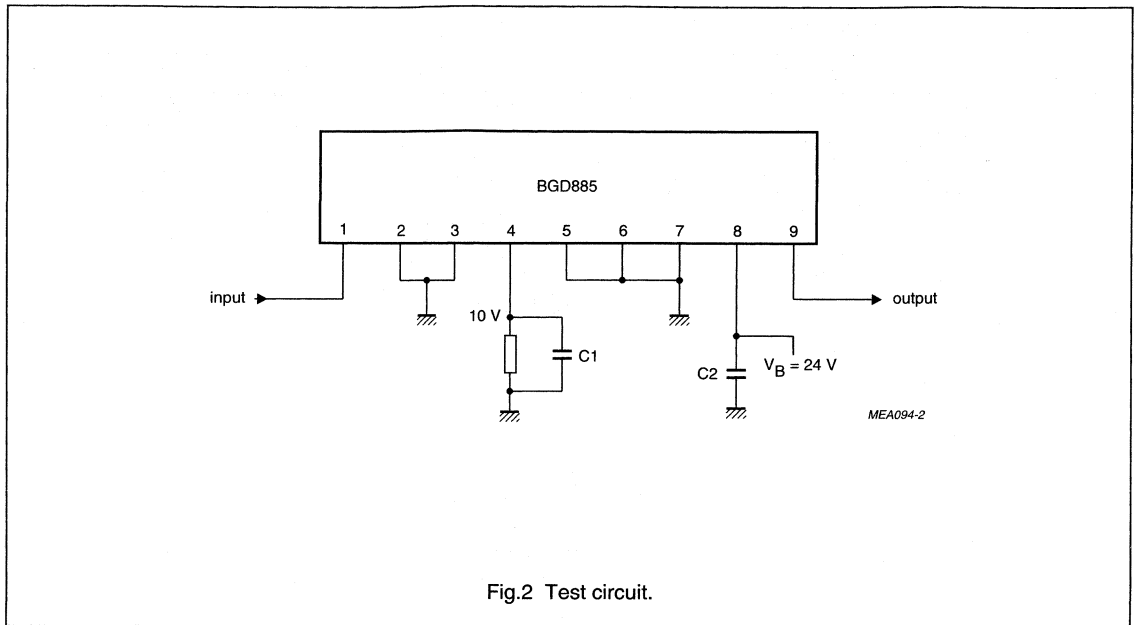 BGD885
1 2 3 4 5 6 7 8 9
input
output
10 V
C1
C2
V_B = 24 V
MEA094-2
Fig.2 Test circuit.